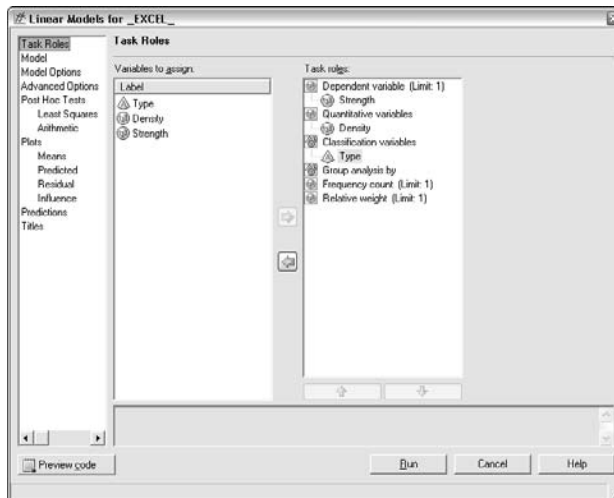 Linear Models for _EXCEL_
Task Roles
Model
Model Options
Advanced Options
Post Hoc Tests
Least Squares
Arithmetic
Plots
Means
Predicted
Residual
Influence
Predictions
Titles
Task Roles
Variables to assign:
Label
Type
Density
Strength
Task roles:
Dependent variable (Limit: 1)
Strength
Quantitative variables
Density
Classification variables
Type
Group analysis by
Frequency count (Limit: 1)
Relative weight (Limit: 1)
Preview code
Run
Cancel
Help